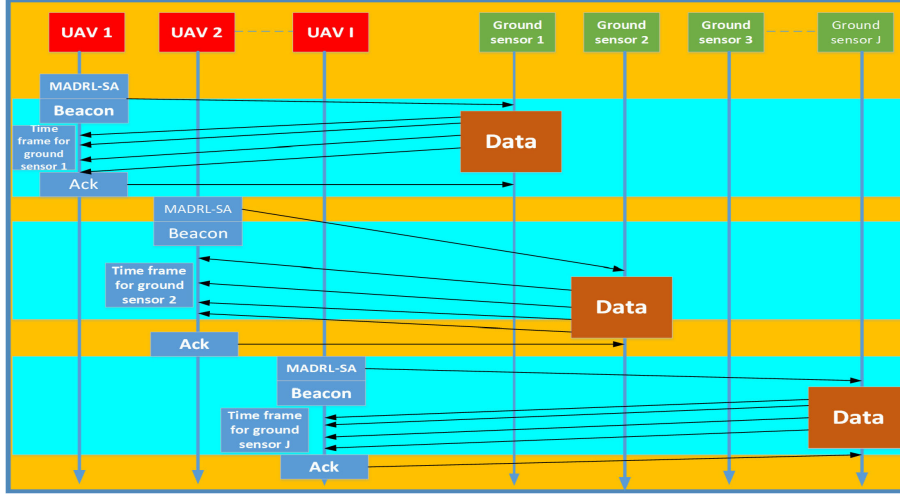 UAV 1
UAV 2
UAV I
Ground
sensor 1
Ground
sensor 2
Ground
sensor 3
Ground
sensor J
MADRL-SA
Beacon
Time
frame for
ground
sensor 1
Data
Ack
MADRL-SA
Beacon
Time frame
for ground
sensor 2
Data
Ack
MADRL-SA
Beacon
Time frame
for ground
sensor J
Data
Ack